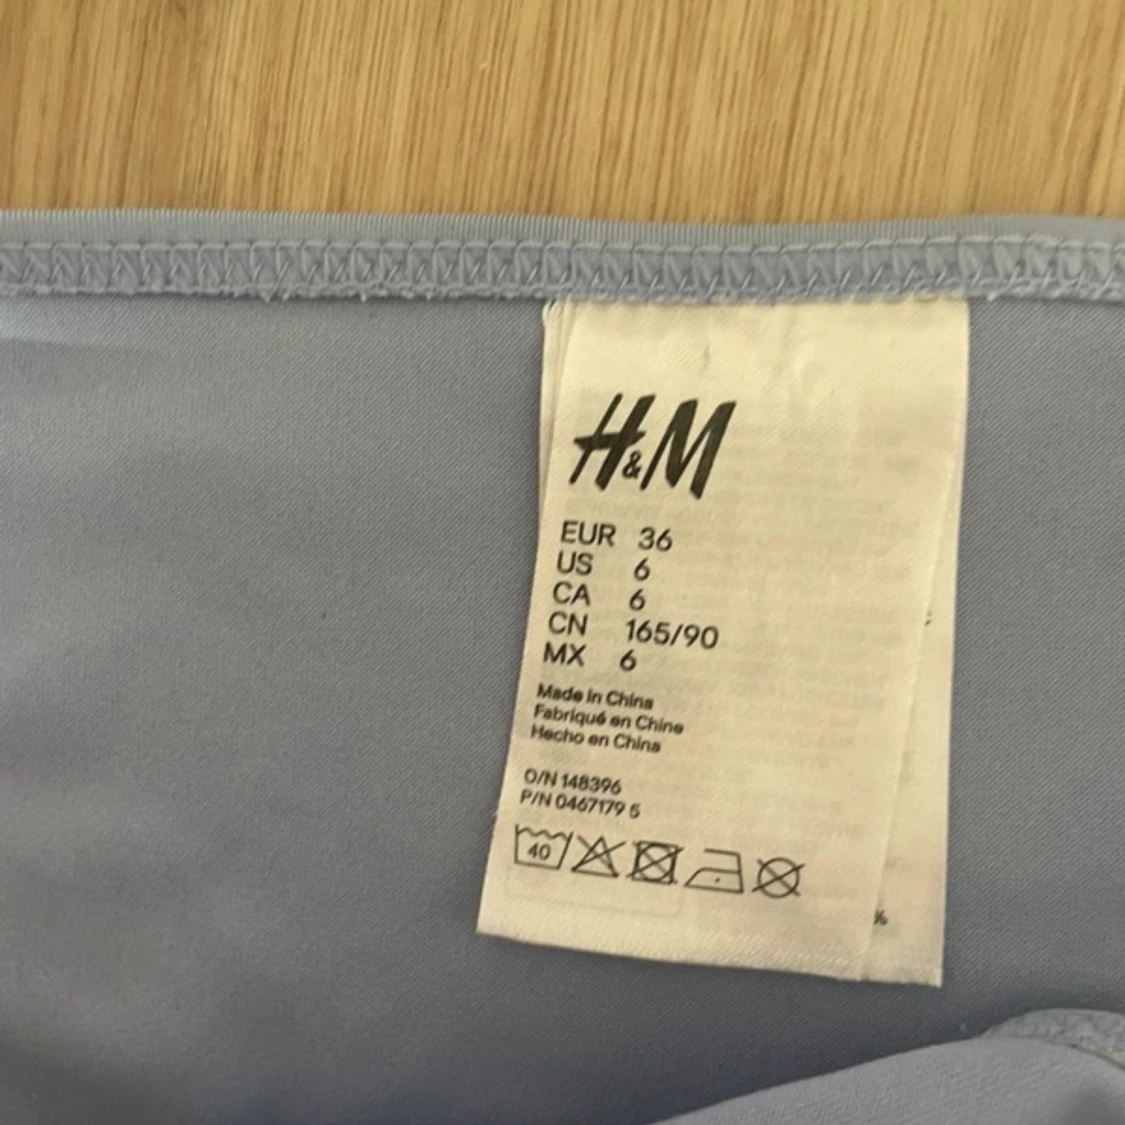 H&M
EUR 36
US 6
CA 6
CN 165/90
MX 6
Made in China
Fabriqué en Chine
Hecho en China
O/N 148396
P/N 0467179 5
40
%